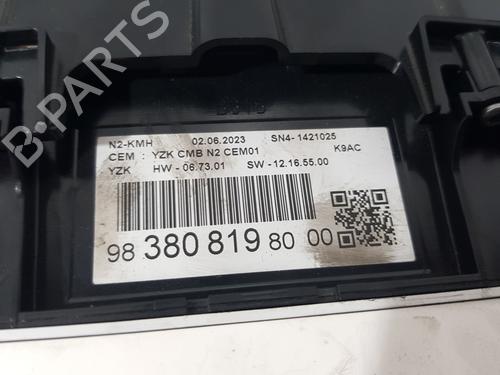 N2-KMH 02.06.2023 SN4-1421025
CEM : YZK CMB N2 CEM01 K9AC
YZK HW - 06.73.01 SW - 12.16.55.00
98 380 819 80 00